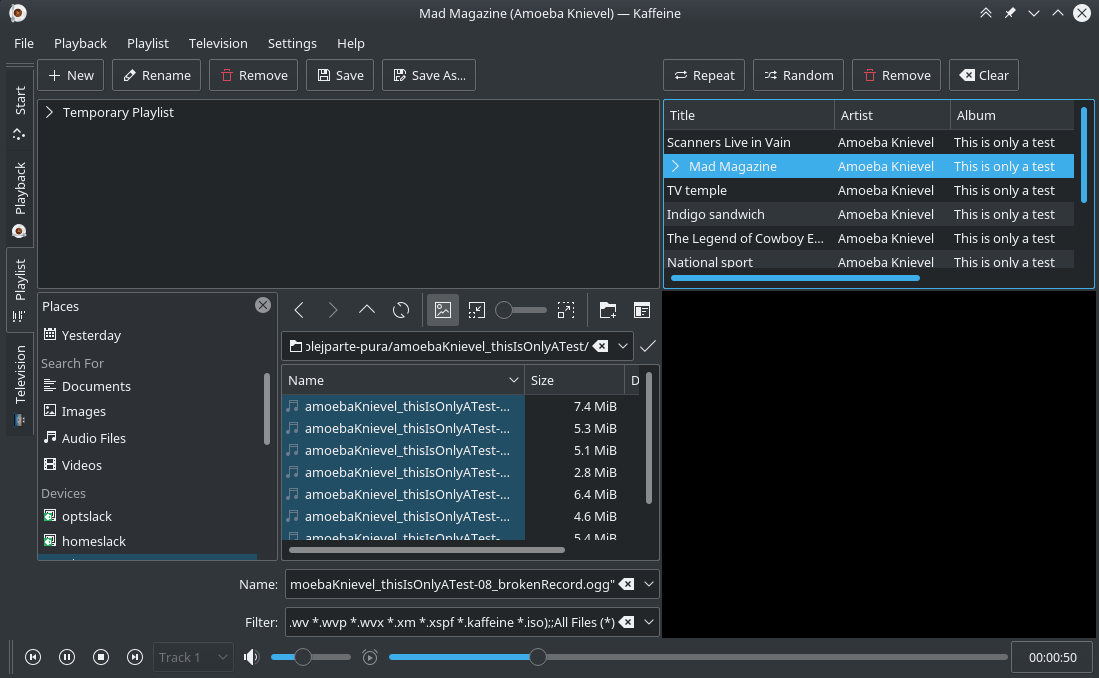 Mad Magazine (Amoeba Knievel) — Kaffeine
File Playback Playlist Television Settings Help
New Rename Remove Save Save As...
Repeat Random Remove Clear
Start
Playback
Playlist
Television
Temporary Playlist
Title Artist Album
Scanners Live in Vain Amoeba Knievel This is only a test
Mad Magazine Amoeba Knievel This is only a test
TV temple Amoeba Knievel This is only a test
Indigo sandwich Amoeba Knievel This is only a test
The Legend of Cowboy E... Amoeba Knievel This is only a test
National sport Amoeba Knievel This is only a test
Places
Yesterday
Search For
Documents
Images
Audio Files
Videos
Devices
optslack
homeslack
olejparte-pura/amoebaKnievel_thisIsOnlyATest/
Name Size D
amoebaKnievel_thisIsOnlyATest-... 7.4 MiB
amoebaKnievel_thisIsOnlyATest-... 5.3 MiB
amoebaKnievel_thisIsOnlyATest-... 5.1 MiB
amoebaKnievel_thisIsOnlyATest-... 2.8 MiB
amoebaKnievel_thisIsOnlyATest-... 6.4 MiB
amoebaKnievel_thisIsOnlyATest-... 4.6 MiB
amoebaKnievel_thisIsOnlyATest-... 5.4 MiB
Name: moebaKnievel_thisIsOnlyATest-08_brokenRecord.ogg"
Filter: .wv *.wvp *.wvx *.xm *.xspf *.kaffeine *.iso);;All Files (*)
Track 1
00:00:50